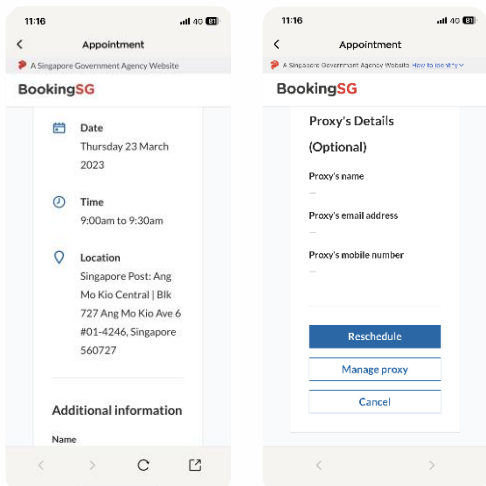 11:16
4G 81
Appointment
A Singapore Government Agency Website
BookingSG
Date
Thursday 23 March
2023
Time
9:00am to 9:30am
Location
Singapore Post: Ang
Mo Kio Central | Blk
727 Ang Mo Kio Ave 6
#01-4246, Singapore
560727
Additional information
Name
11:16
4G 81
Appointment
A Singapore Government Agency Website How to identify
BookingSG
Proxy's Details
(Optional)
Proxy's name
—
Proxy's email address
—
Proxy's mobile number
—
Reschedule
Manage proxy
Cancel